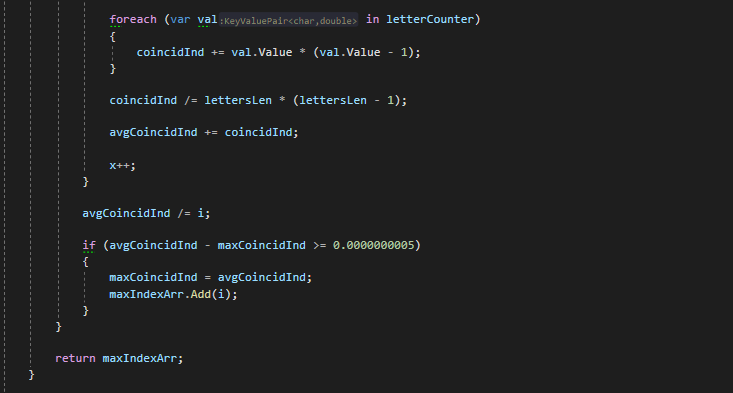 foreach (var val :KeyValuePair<char,double> in letterCounter)
{
coincidInd += val.Value * (val.Value - 1);
}
coincidInd /= lettersLen * (lettersLen - 1);
avgCoincidInd += coincidInd;
x++;
}
avgCoincidInd /= i;
if (avgCoincidInd - maxCoincidInd >= 0.0000000005)
{
maxCoincidInd = avgCoincidInd;
maxIndexArr.Add(i);
}
}
return maxIndexArr;
}